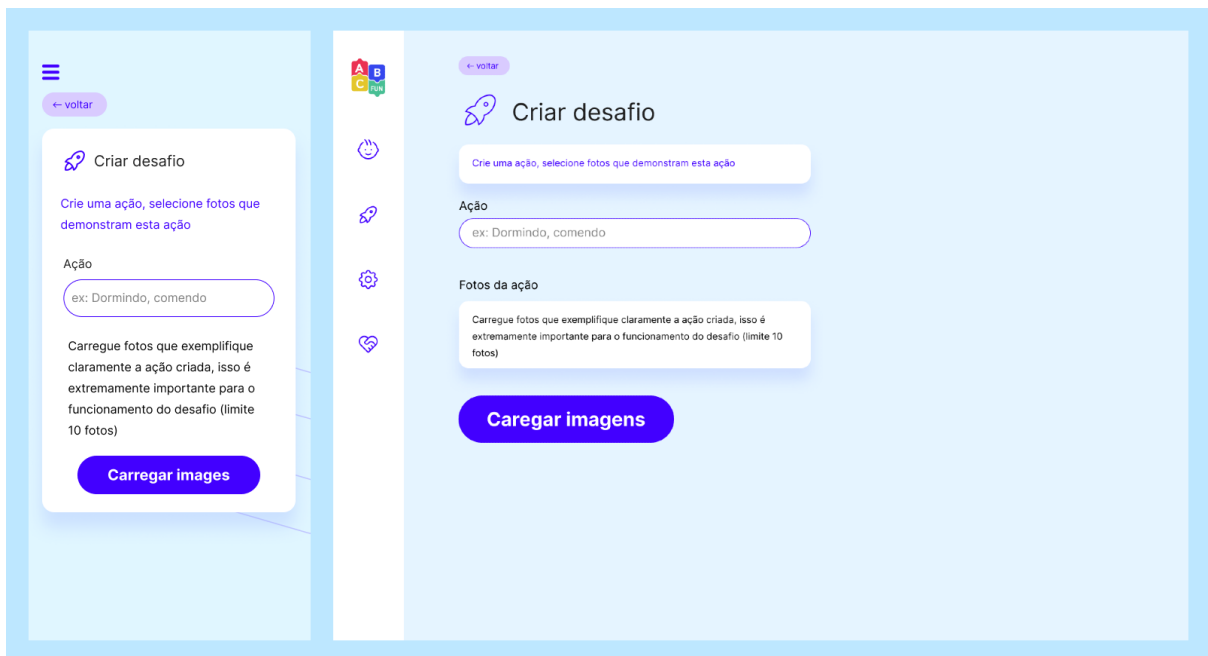 ← voltar
Criar desafio
Crie uma ação, selecione fotos que
demonstram esta ação
Ação
ex: Dormindo, comendo
Carregue fotos que exemplifique
claramente a ação criada, isso é
extremamente importante para o
funcionamento do desafio (limite
10 fotos)
Carregar images
A
B
C
FUN
← voltar
Criar desafio
Crie uma ação, selecione fotos que demonstram esta ação
Ação
ex: Dormindo, comendo
Fotos da ação
Carregue fotos que exemplifique claramente a ação criada, isso é
extremamente importante para o funcionamento do desafio (limite 10
fotos)
Caregar imagens